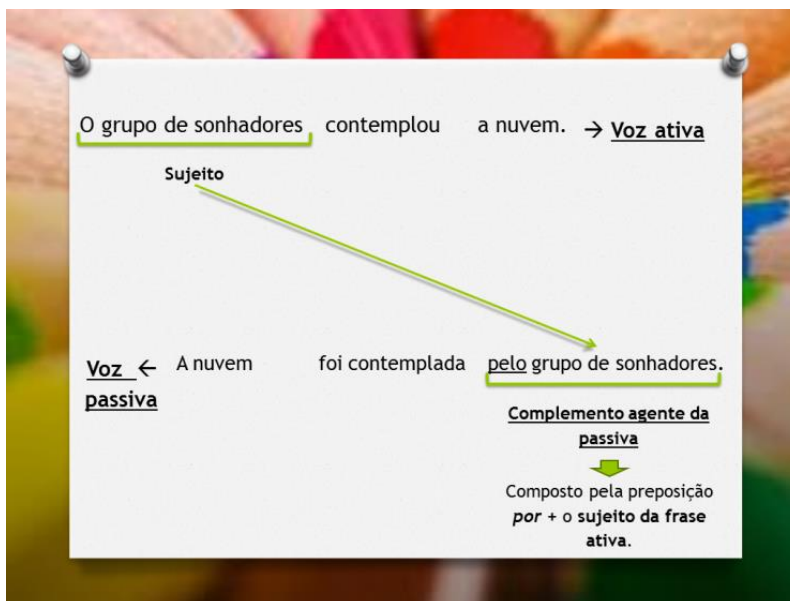 O grupo de sonhadores contemplou a nuvem. → Voz ativa
Sujeito
Voz ← A nuvem foi contemplada pelo grupo de sonhadores.
passiva
Complemento agente da
passiva
Composto pela preposição
por + o sujeito da frase
ativa.